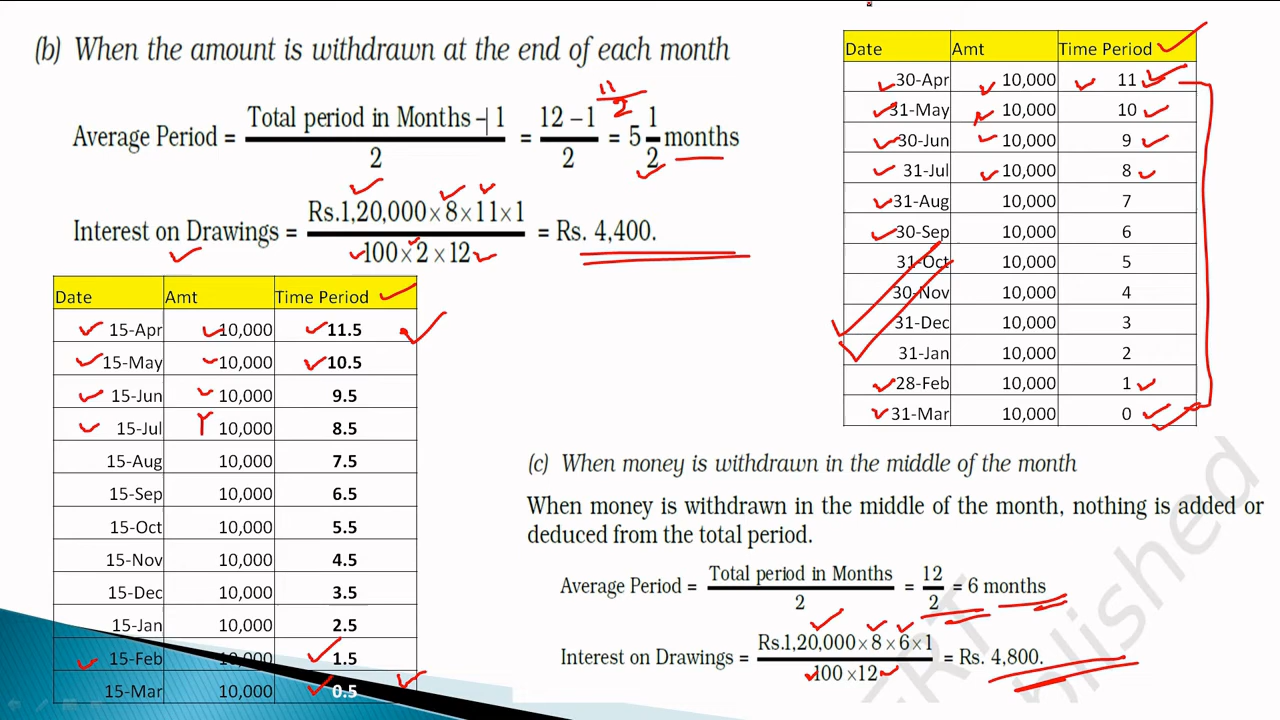 (b) When the amount is withdrawn at the end of each month
Average Period = Total period in Months – 1 / 2 = 12 – 1 / 2 = 5 1/2 months
11/2
Interest on Drawings = Rs.1,20,000 × 8 × 11 × 1 / 100 × 2 × 12 = Rs. 4,400.
Date Amt Time Period
15-Apr 10,000 11.5
15-May 10,000 10.5
15-Jun 10,000 9.5
15-Jul 10,000 8.5
15-Aug 10,000 7.5
15-Sep 10,000 6.5
15-Oct 10,000 5.5
15-Nov 10,000 4.5
15-Dec 10,000 3.5
15-Jan 10,000 2.5
15-Feb 10,000 1.5
15-Mar 10,000 0.5
Date Amt Time Period
30-Apr 10,000 11
31-May 10,000 10
30-Jun 10,000 9
31-Jul 10,000 8
31-Aug 10,000 7
30-Sep 10,000 6
31-Oct 10,000 5
30-Nov 10,000 4
31-Dec 10,000 3
31-Jan 10,000 2
28-Feb 10,000 1
31-Mar 10,000 0
(c) When money is withdrawn in the middle of the month
When money is withdrawn in the middle of the month, nothing is added or
deduced from the total period.
Average Period = Total period in Months / 2 = 12 / 2 = 6 months
Interest on Drawings = Rs.1,20,000 × 8 × 6 × 1 / 100 × 12 = Rs. 4,800.